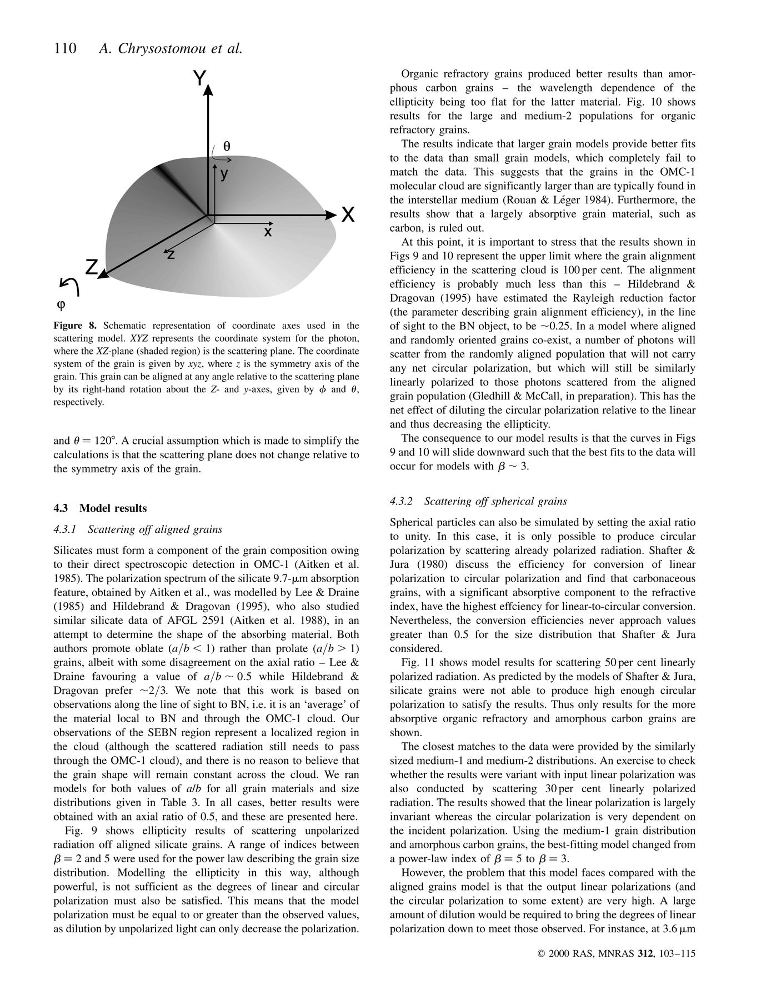 110 A. Chrysostomou et al.
Y
θ
y
X
x
z
Z
φ
Figure 8. Schematic representation of coordinate axes used in the
scattering model. XYZ represents the coordinate system for the photon,
where the XZ-plane (shaded region) is the scattering plane. The coordinate
system of the grain is given by xyz, where z is the symmetry axis of the
grain. This grain can be aligned at any angle relative to the scattering plane
by its right-hand rotation about the Z- and y-axes, given by ϕ and θ,
respectively.
and θ = 120°. A crucial assumption which is made to simplify the
calculations is that the scattering plane does not change relative to
the symmetry axis of the grain.
4.3 Model results
4.3.1 Scattering off aligned grains
Silicates must form a component of the grain composition owing
to their direct spectroscopic detection in OMC-1 (Aitken et al.
1985). The polarization spectrum of the silicate 9.7-μm absorption
feature, obtained by Aitken et al., was modelled by Lee & Draine
(1985) and Hildebrand & Dragovan (1995), who also studied
similar silicate data of AFGL 2591 (Aitken et al. 1988), in an
attempt to determine the shape of the absorbing material. Both
authors promote oblate (a/b < 1) rather than prolate (a/b > 1)
grains, albeit with some disagreement on the axial ratio – Lee &
Draine favouring a value of a/b ~ 0.5 while Hildebrand &
Dragovan prefer ~2/3. We note that this work is based on
observations along the line of sight to BN, i.e. it is an ‘average’ of
the material local to BN and through the OMC-1 cloud. Our
observations of the SEBN region represent a localized region in
the cloud (although the scattered radiation still needs to pass
through the OMC-1 cloud), and there is no reason to believe that
the grain shape will remain constant across the cloud. We ran
models for both values of a/b for all grain materials and size
distributions given in Table 3. In all cases, better results were
obtained with an axial ratio of 0.5, and these are presented here.
Fig. 9 shows ellipticity results of scattering unpolarized
radiation off aligned silicate grains. A range of indices between
β = 2 and 5 were used for the power law describing the grain size
distribution. Modelling the ellipticity in this way, although
powerful, is not sufficient as the degrees of linear and circular
polarization must also be satisfied. This means that the model
polarization must be equal to or greater than the observed values,
as dilution by unpolarized light can only decrease the polarization.
Organic refractory grains produced better results than amor-
phous carbon grains – the wavelength dependence of the
ellipticity being too flat for the latter material. Fig. 10 shows
results for the large and medium-2 populations for organic
refractory grains.
The results indicate that larger grain models provide better fits
to the data than small grain models, which completely fail to
match the data. This suggests that the grains in the OMC-1
molecular cloud are significantly larger than are typically found in
the interstellar medium (Rouan & Léger 1984). Furthermore, the
results show that a largely absorptive grain material, such as
carbon, is ruled out.
At this point, it is important to stress that the results shown in
Figs 9 and 10 represent the upper limit where the grain alignment
efficiency in the scattering cloud is 100 per cent. The alignment
efficiency is probably much less than this – Hildebrand &
Dragovan (1995) have estimated the Rayleigh reduction factor
(the parameter describing grain alignment efficiency), in the line
of sight to the BN object, to be ~0.25. In a model where aligned
and randomly oriented grains co-exist, a number of photons will
scatter from the randomly aligned population that will not carry
any net circular polarization, but which will still be similarly
linearly polarized to those photons scattered from the aligned
grain population (Gledhill & McCall, in preparation). This has the
net effect of diluting the circular polarization relative to the linear
and thus decreasing the ellipticity.
The consequence to our model results is that the curves in Figs
9 and 10 will slide downward such that the best fits to the data will
occur for models with β ~ 3.
4.3.2 Scattering off spherical grains
Spherical particles can also be simulated by setting the axial ratio
to unity. In this case, it is only possible to produce circular
polarization by scattering already polarized radiation. Shafter &
Jura (1980) discuss the efficiency for conversion of linear
polarization to circular polarization and find that carbonaceous
grains, with a significant absorptive component to the refractive
index, have the highest effciency for linear-to-circular conversion.
Nevertheless, the conversion efficiencies never approach values
greater than 0.5 for the size distribution that Shafter & Jura
considered.
Fig. 11 shows model results for scattering 50 per cent linearly
polarized radiation. As predicted by the models of Shafter & Jura,
silicate grains were not able to produce high enough circular
polarization to satisfy the results. Thus only results for the more
absorptive organic refractory and amorphous carbon grains are
shown.
The closest matches to the data were provided by the similarly
sized medium-1 and medium-2 distributions. An exercise to check
whether the results were variant with input linear polarization was
also conducted by scattering 30 per cent linearly polarized
radiation. The results showed that the linear polarization is largely
invariant whereas the circular polarization is very dependent on
the incident polarization. Using the medium-1 grain distribution
and amorphous carbon grains, the best-fitting model changed from
a power-law index of β = 5 to β = 3.
However, the problem that this model faces compared with the
aligned grains model is that the output linear polarizations (and
the circular polarization to some extent) are very high. A large
amount of dilution would be required to bring the degrees of linear
polarization down to meet those observed. For instance, at 3.6 μm
© 2000 RAS, MNRAS 312, 103–115